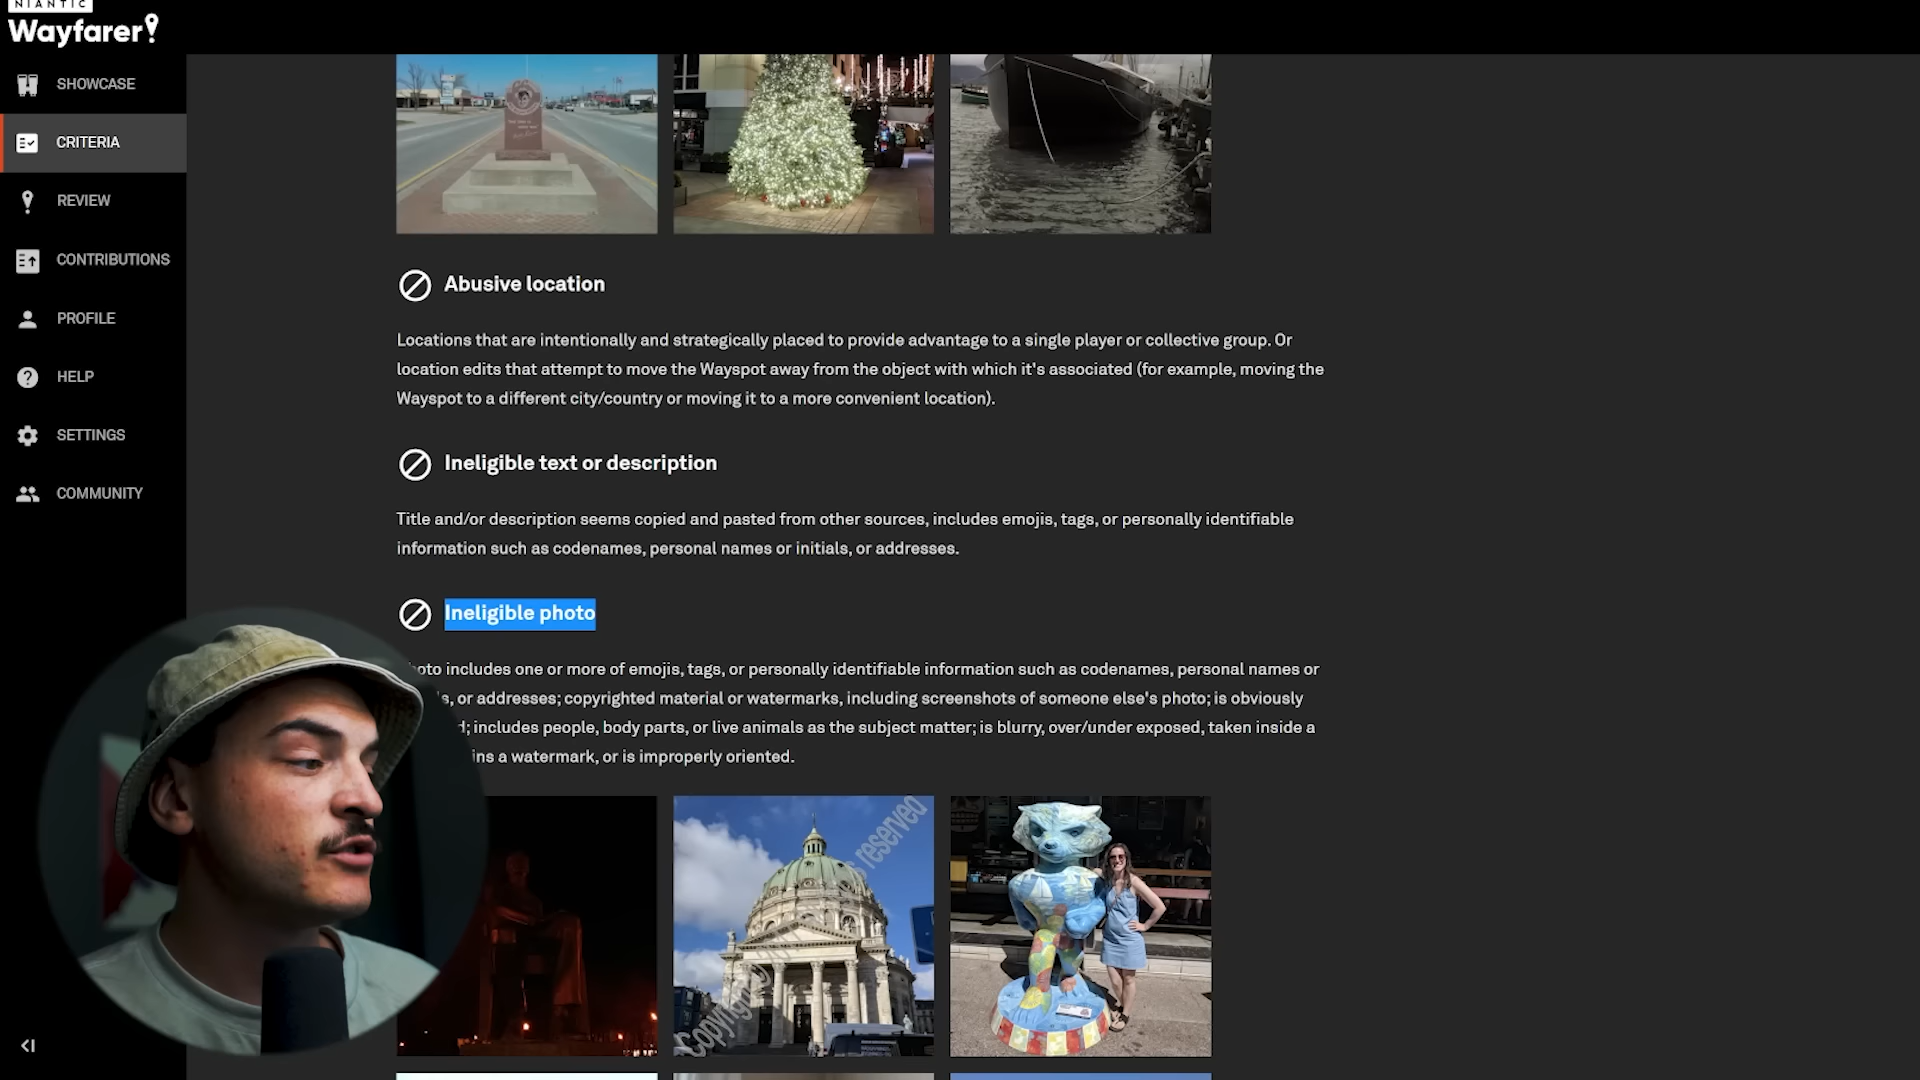 NIANTIC
Wayfarer
SHOWCASE
CRITERIA
REVIEW
CONTRIBUTIONS
PROFILE
HELP
SETTINGS
COMMUNITY
Abusive location
Locations that are intentionally and strategically placed to provide advantage to a single player or collective group. Or
location edits that attempt to move the Wayspot away from the object with which it's associated (for example, moving the
Wayspot to a different city/country or moving it to a more convenient location).
Ineligible text or description
Title and/or description seems copied and pasted from other sources, includes emojis, tags, or personally identifiable
information such as codenames, personal names or initials, or addresses.
Ineligible photo
includes one or more of emojis, tags, or personally identifiable information such as codenames, personal names or
or addresses; copyrighted material or watermarks, including screenshots of someone else's photo; is obviously
includes people, body parts, or live animals as the subject matter; is blurry, over/under exposed, taken inside a
a watermark, or is improperly oriented.
Copyright
reserved